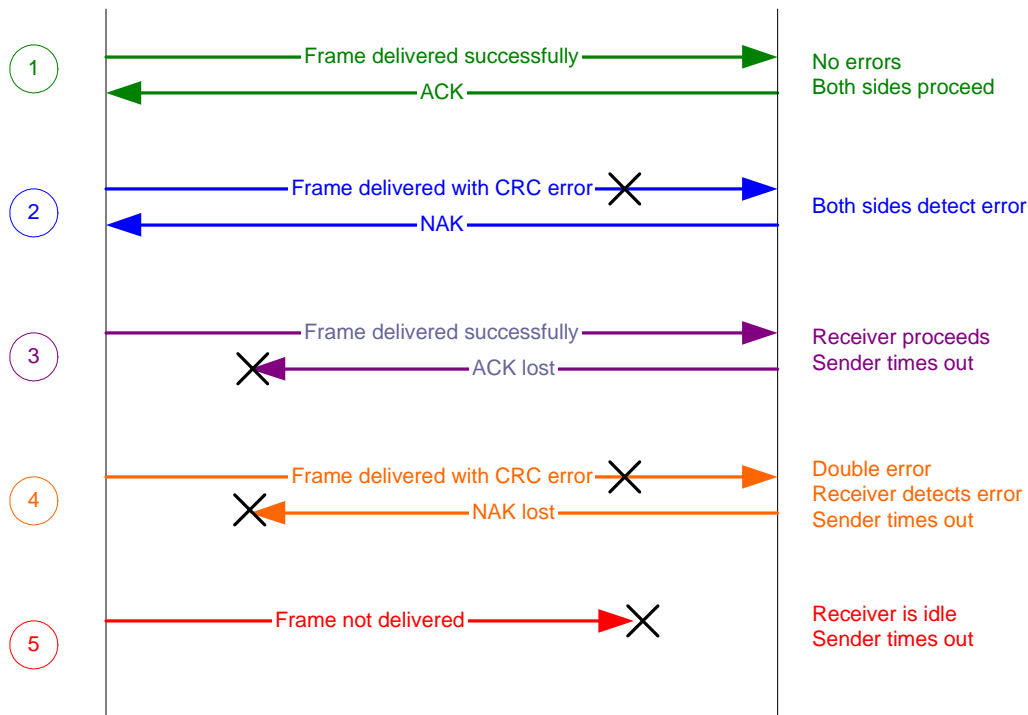 1
Frame delivered successfully
ACK
No errors
Both sides proceed
2
Frame delivered with CRC error
NAK
Both sides detect error
3
Frame delivered successfully
ACK lost
Receiver proceeds
Sender times out
4
Frame delivered with CRC error
NAK lost
Double error
Receiver detects error
Sender times out
5
Frame not delivered
Receiver is idle
Sender times out